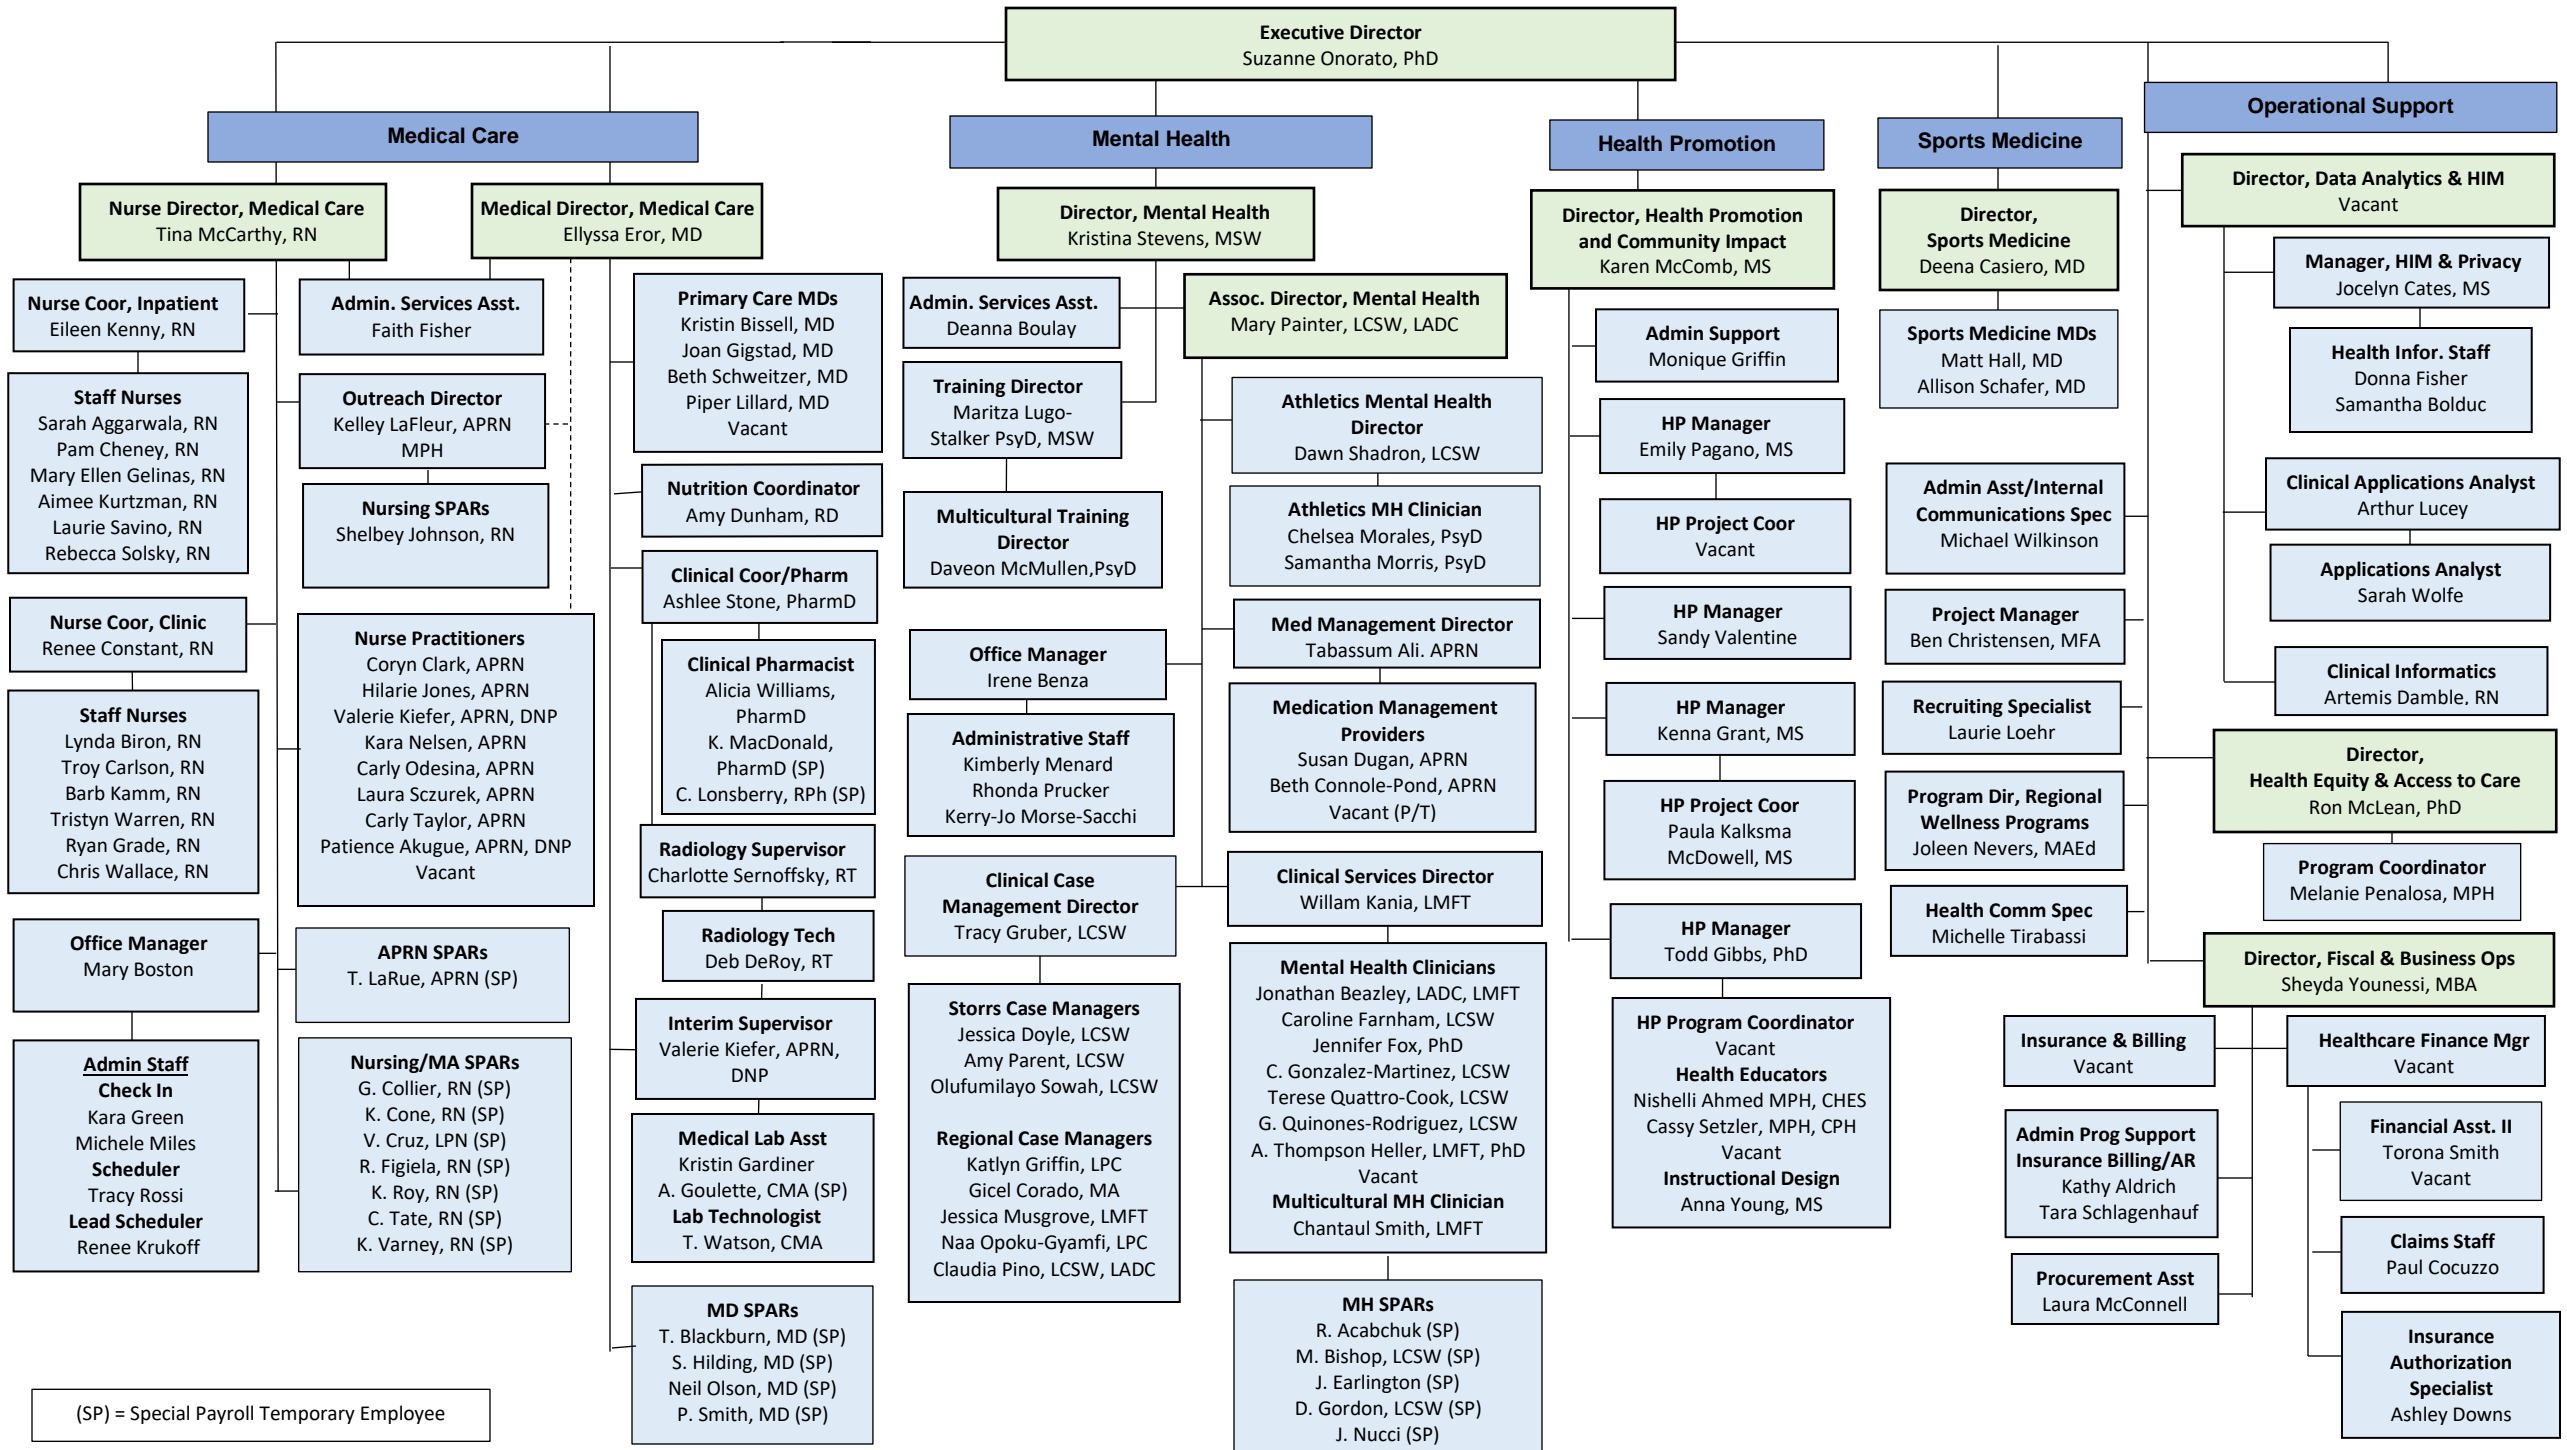 Executive Director
Suzanne Onorato, PhD
Medical Care
Nurse Director, Medical Care
Tina McCarthy, RN
Medical Director, Medical Care
Ellyssa Eror, MD
Nurse Coor, Inpatient
Eileen Kenny, RN
Staff Nurses
Sarah Aggarwala, RN
Pam Cheney, RN
Mary Ellen Gelinas, RN
Aimee Kurtzman, RN
Laurie Savino, RN
Rebecca Solsky, RN
Nurse Coor, Clinic
Renee Constant, RN
Staff Nurses
Lynda Biron, RN
Troy Carlson, RN
Barb Kamm, RN
Tristyn Warren, RN
Ryan Grade, RN
Chris Wallace, RN
Office Manager
Mary Boston
Admin Staff
Check In
Kara Green
Michele Miles
Scheduler
Tracy Rossi
Lead Scheduler
Renee Krukoff
Admin. Services Asst.
Faith Fisher
Outreach Director
Kelley LaFleur, APRN
MPH
Nursing SPARs
Shelbey Johnson, RN
Nurse Practitioners
Coryn Clark, APRN
Hilarie Jones, APRN
Valerie Kiefer, APRN, DNP
Kara Nelsen, APRN
Carly Odesina, APRN
Laura Sczurek, APRN
Carly Taylor, APRN
Patience Akugue, APRN, DNP
Vacant
APRN SPARs
T. LaRue, APRN (SP)
Nursing/MA SPARs
G. Collier, RN (SP)
K. Cone, RN (SP)
V. Cruz, LPN (SP)
R. Figiela, RN (SP)
K. Roy, RN (SP)
C. Tate, RN (SP)
K. Varney, RN (SP)
Primary Care MDs
Kristin Bissell, MD
Joan Gigstad, MD
Beth Schweitzer, MD
Piper Lillard, MD
Vacant
Nutrition Coordinator
Amy Dunham, RD
Clinical Coor/Pharm
Ashlee Stone, PharmD
Clinical Pharmacist
Alicia Williams,
PharmD
K. MacDonald,
PharmD (SP)
C. Lonsberry, RPh (SP)
Radiology Supervisor
Charlotte Sernoffsky, RT
Radiology Tech
Deb DeRoy, RT
Interim Supervisor
Valerie Kiefer, APRN,
DNP
Medical Lab Asst
Kristin Gardiner
A. Goulette, CMA (SP)
Lab Technologist
T. Watson, CMA
MD SPARs
T. Blackburn, MD (SP)
S. Hilding, MD (SP)
Neil Olson, MD (SP)
P. Smith, MD (SP)
Mental Health
Director, Mental Health
Kristina Stevens, MSW
Admin. Services Asst.
Deanna Boulay
Training Director
Maritza Lugo-
Stalker PsyD, MSW
Multicultural Training
Director
Daveon McMullen,PsyD
Office Manager
Irene Benza
Administrative Staff
Kimberly Menard
Rhonda Prucker
Kerry-Jo Morse-Sacchi
Clinical Case
Management Director
Tracy Gruber, LCSW
Storrs Case Managers
Jessica Doyle, LCSW
Amy Parent, LCSW
Olufumilayo Sowah, LCSW
Regional Case Managers
Katlyn Griffin, LPC
Gicel Corado, MA
Jessica Musgrove, LMFT
Naa Opoku-Gyamfi, LPC
Claudia Pino, LCSW, LADC
Assoc. Director, Mental Health
Mary Painter, LCSW, LADC
Athletics Mental Health
Director
Dawn Shadron, LCSW
Athletics MH Clinician
Chelsea Morales, PsyD
Samantha Morris, PsyD
Med Management Director
Tabassum Ali. APRN
Medication Management
Providers
Susan Dugan, APRN
Beth Connole-Pond, APRN
Vacant (P/T)
Clinical Services Director
Willam Kania, LMFT
Mental Health Clinicians
Jonathan Beazley, LADC, LMFT
Caroline Farnham, LCSW
Jennifer Fox, PhD
C. Gonzalez-Martinez, LCSW
Terese Quattro-Cook, LCSW
G. Quinones-Rodriguez, LCSW
A. Thompson Heller, LMFT, PhD
Vacant
Multicultural MH Clinician
Chantaul Smith, LMFT
MH SPARs
R. Acabchuk (SP)
M. Bishop, LCSW (SP)
J. Earlington (SP)
D. Gordon, LCSW (SP)
J. Nucci (SP)
Health Promotion
Director, Health Promotion
and Community Impact
Karen McComb, MS
Admin Support
Monique Griffin
HP Manager
Emily Pagano, MS
HP Project Coor
Vacant
HP Manager
Sandy Valentine
HP Manager
Kenna Grant, MS
HP Project Coor
Paula Kalksma
McDowell, MS
HP Manager
Todd Gibbs, PhD
HP Program Coordinator
Vacant
Health Educators
Nishelli Ahmed MPH, CHES
Cassy Setzler, MPH, CPH
Vacant
Instructional Design
Anna Young, MS
Sports Medicine
Director,
Sports Medicine
Deena Casiero, MD
Sports Medicine MDs
Matt Hall, MD
Allison Schafer, MD
Operational Support
Admin Asst/Internal
Communications Spec
Michael Wilkinson
Project Manager
Ben Christensen, MFA
Recruiting Specialist
Laurie Loehr
Program Dir, Regional
Wellness Programs
Joleen Nevers, MAEd
Health Comm Spec
Michelle Tirabassi
Director, Data Analytics & HIM
Vacant
Manager, HIM & Privacy
Jocelyn Cates, MS
Health Infor. Staff
Donna Fisher
Samantha Bolduc
Clinical Applications Analyst
Arthur Lucey
Applications Analyst
Sarah Wolfe
Clinical Informatics
Artemis Damble, RN
Director,
Health Equity & Access to Care
Ron McLean, PhD
Program Coordinator
Melanie Penalosa, MPH
Director, Fiscal & Business Ops
Sheyda Younessi, MBA
Insurance & Billing
Vacant
Admin Prog Support
Insurance Billing/AR
Kathy Aldrich
Tara Schlagenhauf
Procurement Asst
Laura McConnell
Healthcare Finance Mgr
Vacant
Financial Asst. II
Torona Smith
Vacant
Claims Staff
Paul Cocuzzo
Insurance
Authorization
Specialist
Ashley Downs
(SP) = Special Payroll Temporary Employee